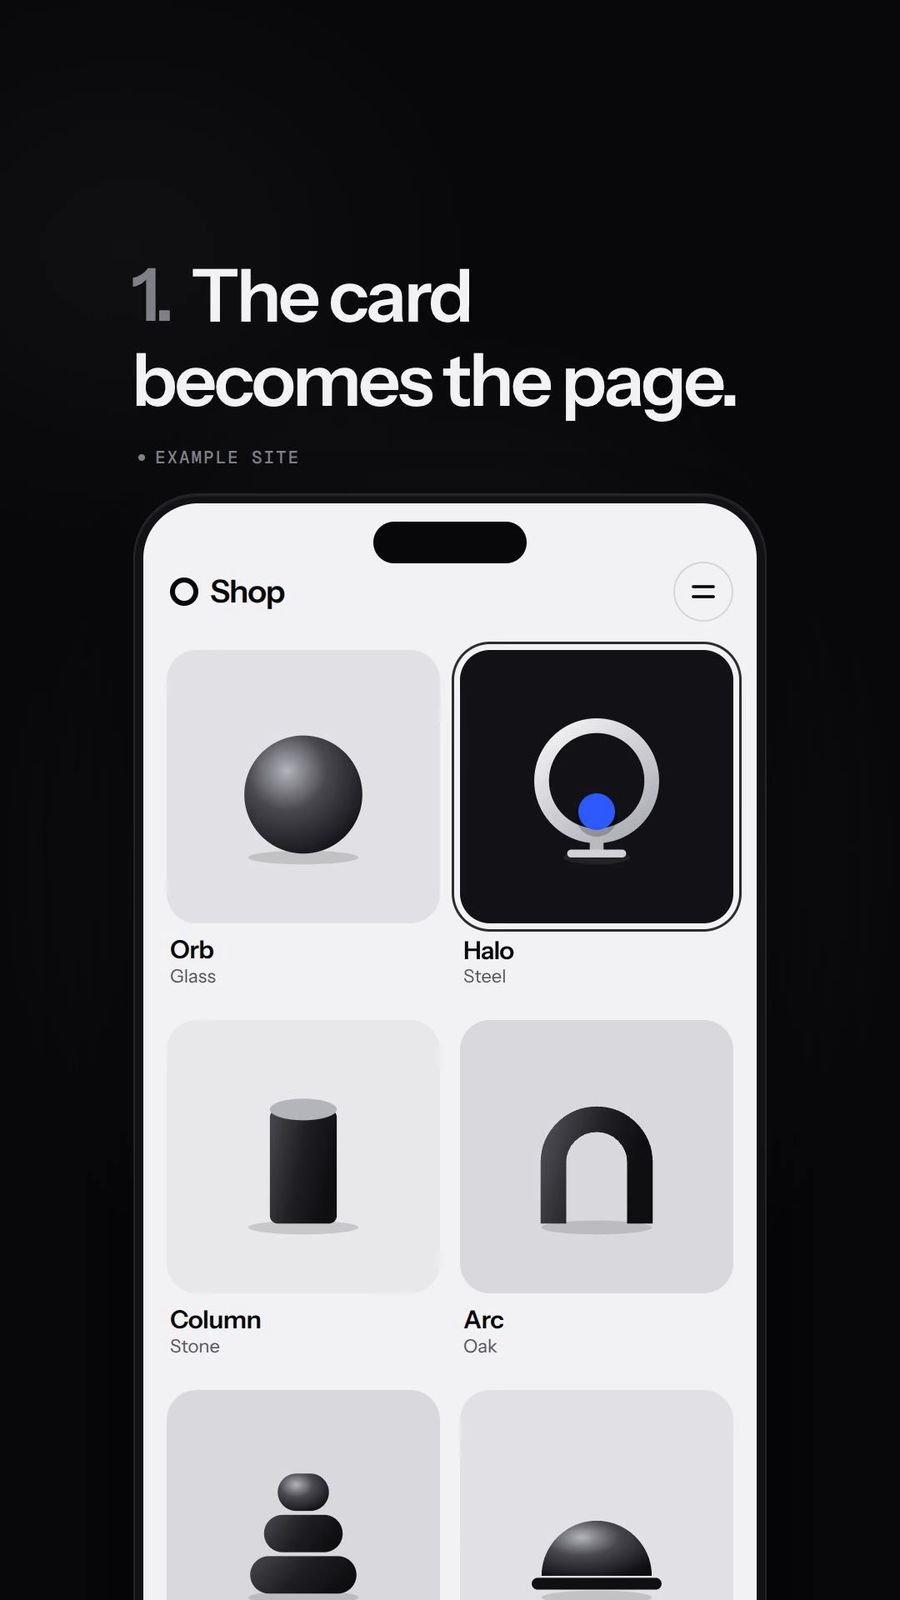 1. The card
becomes the page.
• EXAMPLE SITE
Shop
Orb
Glass
Halo
Steel
Column
Stone
Arc
Oak